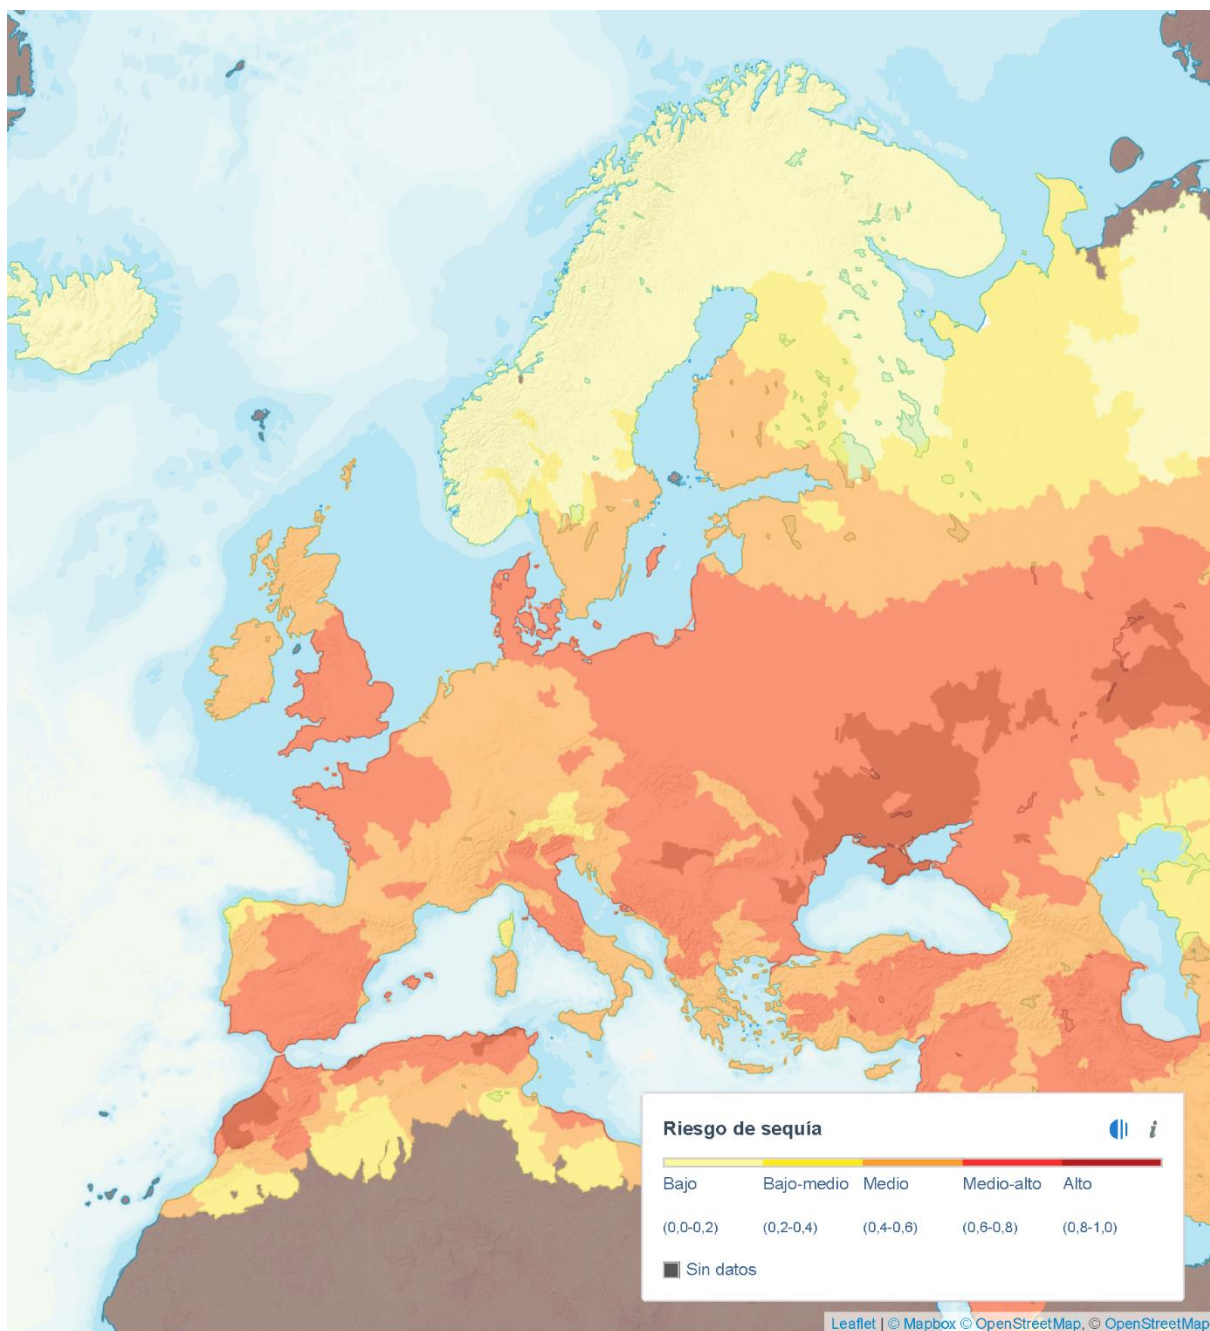 Riesgo de sequía i
Bajo Bajo-medio Medio Medio-alto Alto
(0,0-0,2) (0,2-0,4) (0,4-0,6) (0,6-0,8) (0,8-1,0)
Sin datos
Leaflet | © Mapbox © OpenStreetMap, © OpenStreetMap